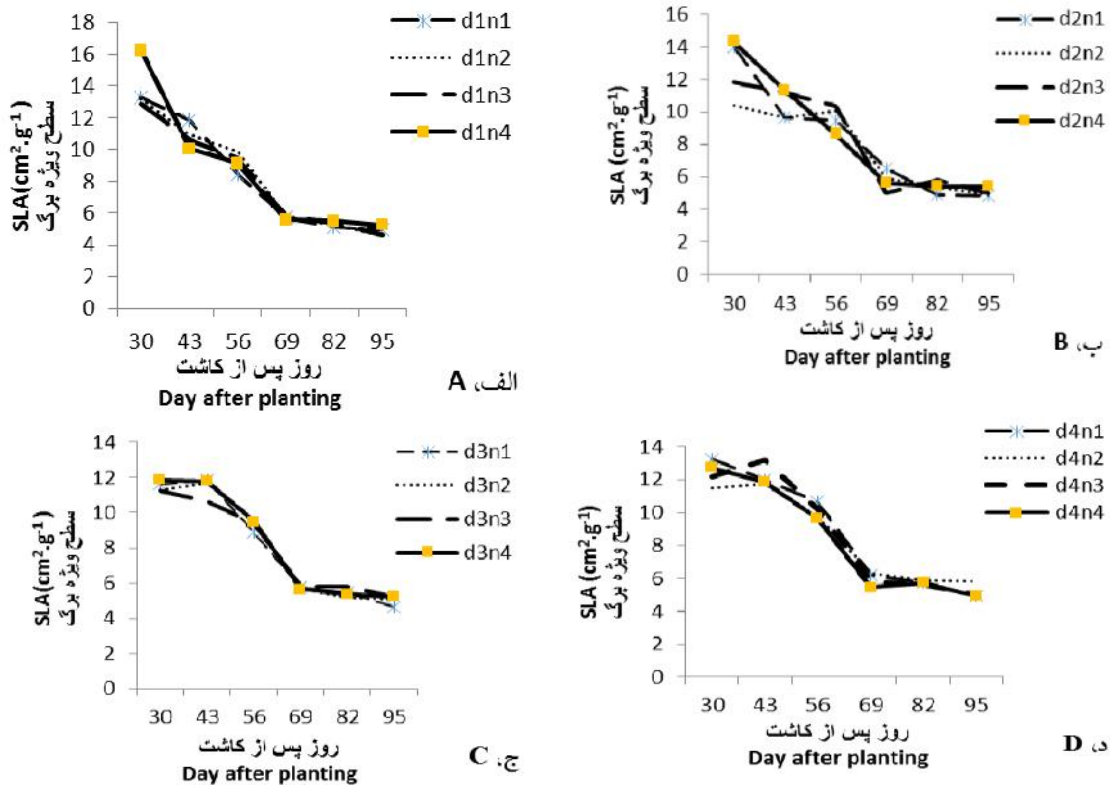 SLA(cm².g⁻¹)
سطح ویژه برگ
18
16
14
12
10
8
6
4
2
0
30 43 56 69 82 95
روز پس از کاشت
Day after planting
d1n1
d1n2
d1n3
d1n4
الف، A
SLA (cm².g⁻¹)
سطح ویژه برگ
16
14
12
10
8
6
4
2
0
30 43 56 69 82 95
روز پس از کاشت
Day after planting
d2n1
d2n2
d2n3
d2n4
ب، B
SLA(cm².g⁻¹)
سطح ویژه برگ
14
12
10
8
6
4
2
0
30 43 56 69 82 95
روز پس از کاشت
Day after planting
d3n1
d3n2
d3n3
d3n4
ج، C
SLA (cm².g⁻¹)
سطح ویژه برگ
14
12
10
8
6
4
2
0
30 43 56 69 82 95
روز پس از کاشت
Day after planting
d4n1
d4n2
d4n3
d4n4
د، D